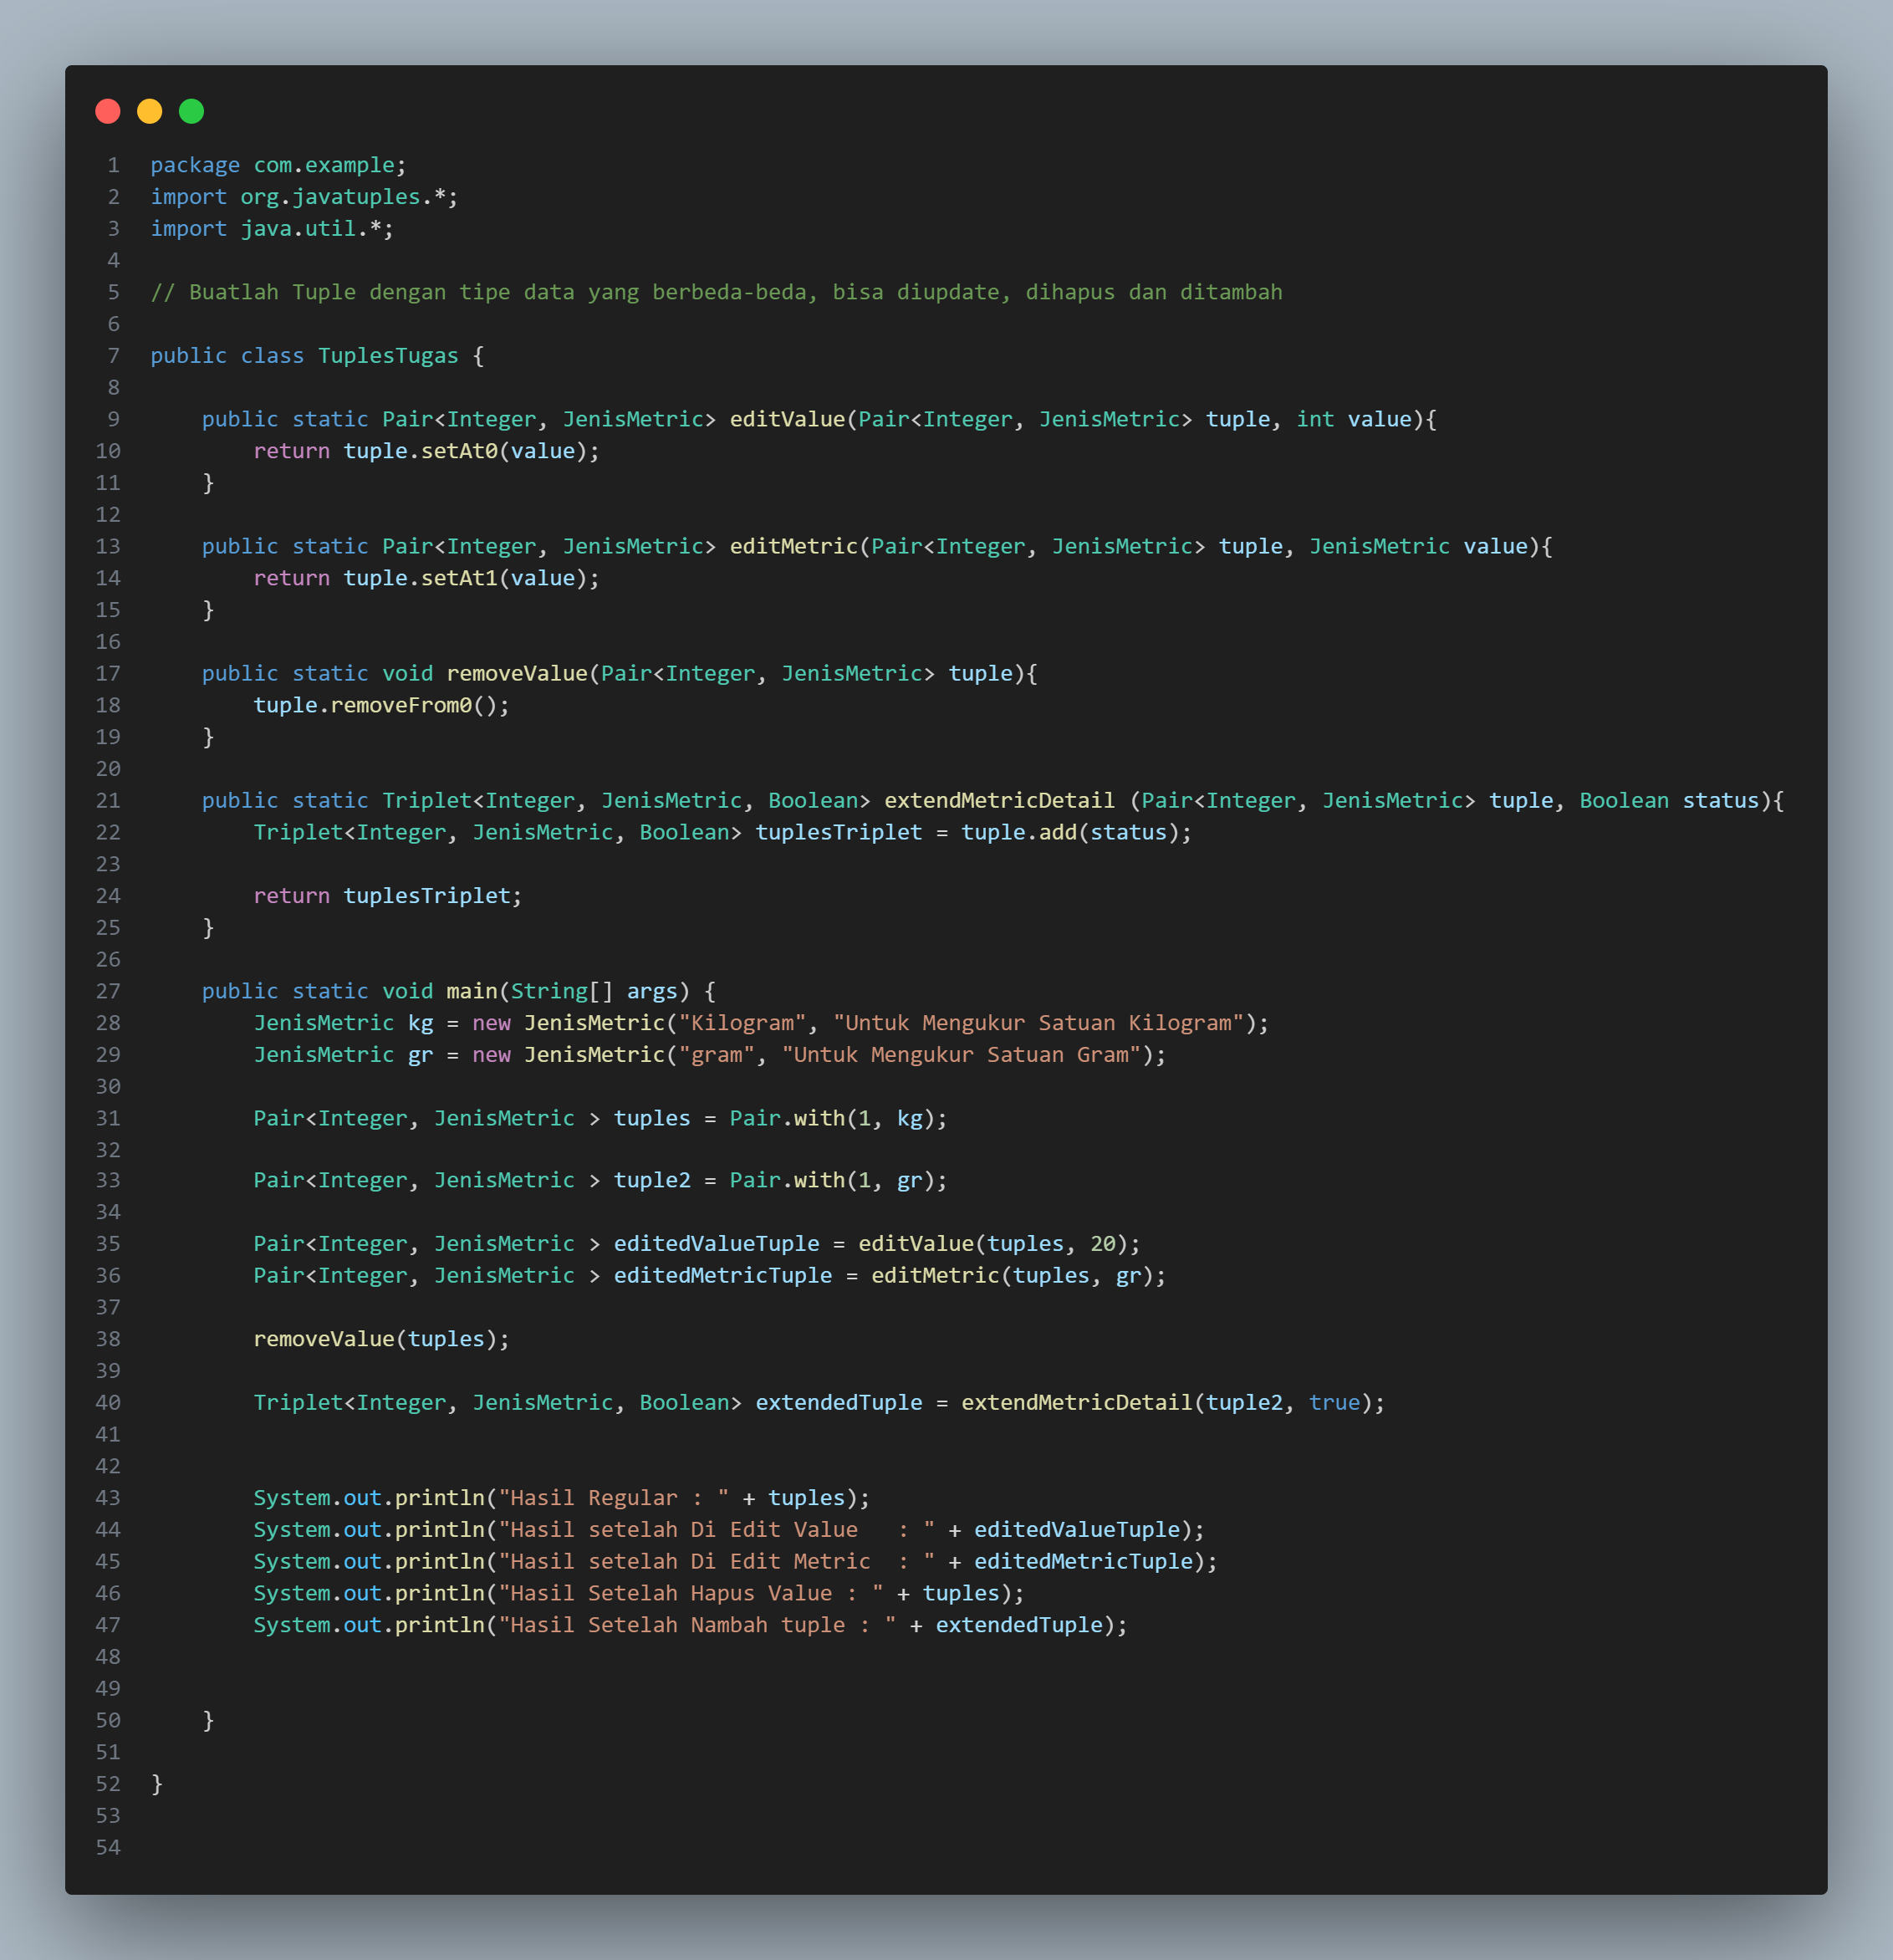 1 package com.example;
2 import org.javatuples.*;
3 import java.util.*;
4
5 // Buatlah Tuple dengan tipe data yang berbeda-beda, bisa diupdate, dihapus dan ditambah
6
7 public class TuplesTugas {
8
9     public static Pair<Integer, JenisMetric> editValue(Pair<Integer, JenisMetric> tuple, int value){
10         return tuple.setAt0(value);
11     }
12
13     public static Pair<Integer, JenisMetric> editMetric(Pair<Integer, JenisMetric> tuple, JenisMetric value){
14         return tuple.setAt1(value);
15     }
16
17     public static void removeValue(Pair<Integer, JenisMetric> tuple){
18         tuple.removeFrom0();
19     }
20
21     public static Triplet<Integer, JenisMetric, Boolean> extendMetricDetail (Pair<Integer, JenisMetric> tuple, Boolean status){
22         Triplet<Integer, JenisMetric, Boolean> tuplesTriplet = tuple.add(status);
23
24         return tuplesTriplet;
25     }
26
27     public static void main(String[] args) {
28         JenisMetric kg = new JenisMetric("Kilogram", "Untuk Mengukur Satuan Kilogram");
29         JenisMetric gr = new JenisMetric("gram", "Untuk Mengukur Satuan Gram");
30
31         Pair<Integer, JenisMetric > tuples = Pair.with(1, kg);
32
33         Pair<Integer, JenisMetric > tuple2 = Pair.with(1, gr);
34
35         Pair<Integer, JenisMetric > editedValueTuple = editValue(tuples, 20);
36         Pair<Integer, JenisMetric > editedMetricTuple = editMetric(tuples, gr);
37
38         removeValue(tuples);
39
40         Triplet<Integer, JenisMetric, Boolean> extendedTuple = extendMetricDetail(tuple2, true);
41
42
43         System.out.println("Hasil Regular : " + tuples);
44         System.out.println("Hasil setelah Di Edit Value   : " + editedValueTuple);
45         System.out.println("Hasil setelah Di Edit Metric  : " + editedMetricTuple);
46         System.out.println("Hasil Setelah Hapus Value : " + tuples);
47         System.out.println("Hasil Setelah Nambah tuple : " + extendedTuple);
48
49
50     }
51
52 }
53
54